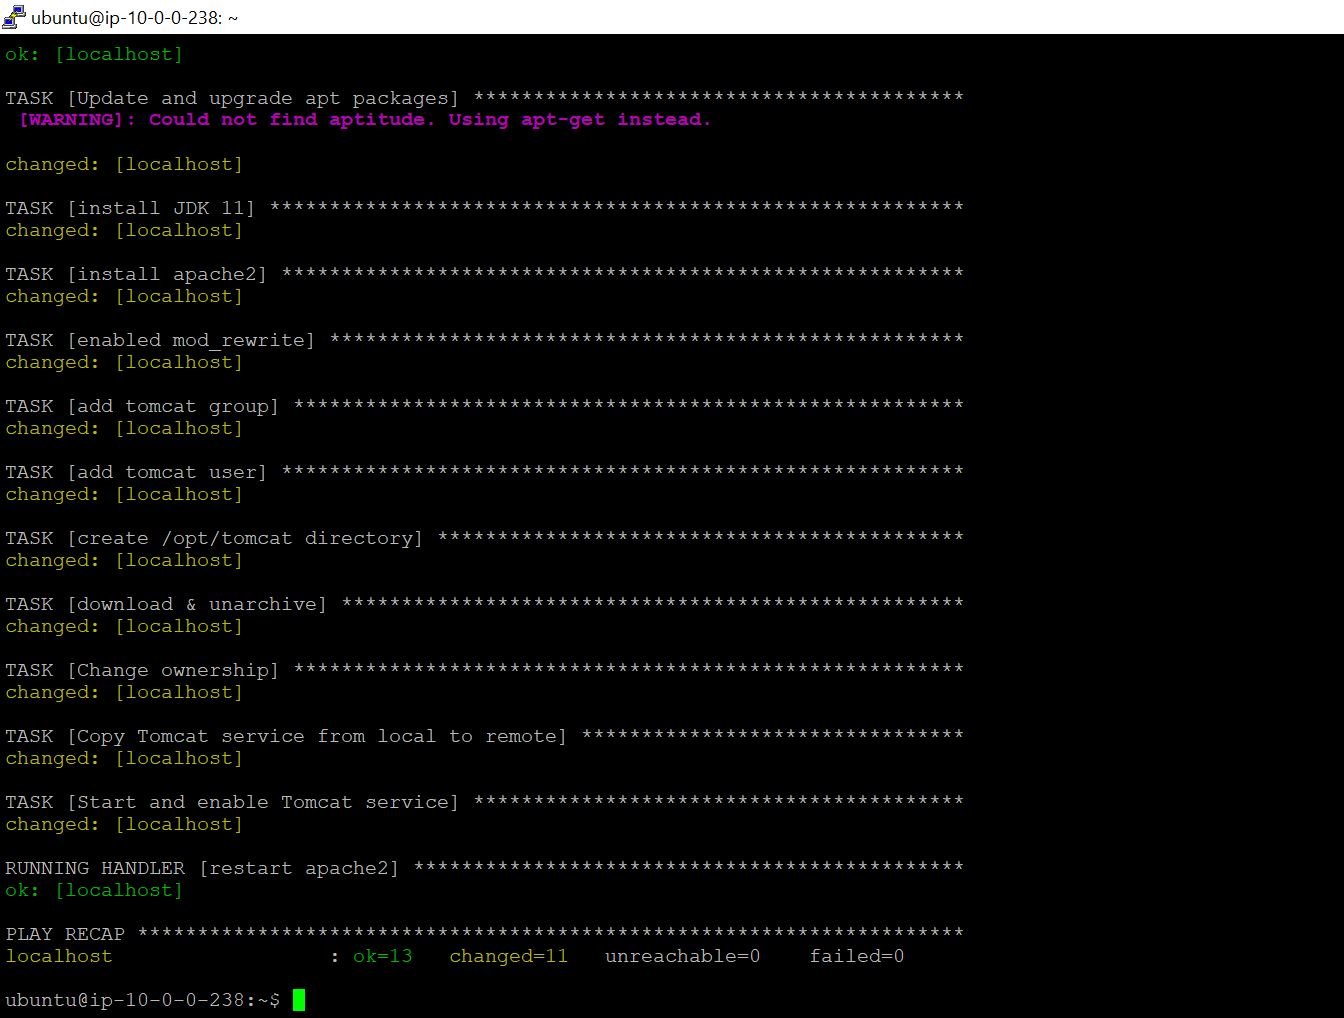 ubuntu@ip-10-0-0-238: ~
ok: [localhost]
TASK [Update and upgrade apt packages] *****************************************
 [WARNING]: Could not find aptitude. Using apt-get instead.
changed: [localhost]
TASK [install JDK 11] **********************************************************
changed: [localhost]
TASK [install apache2] *********************************************************
changed: [localhost]
TASK [enabled mod_rewrite] *****************************************************
changed: [localhost]
TASK [add tomcat group] ********************************************************
changed: [localhost]
TASK [add tomcat user] *********************************************************
changed: [localhost]
TASK [create /opt/tomcat directory] ********************************************
changed: [localhost]
TASK [download & unarchive] ****************************************************
changed: [localhost]
TASK [Change ownership] ********************************************************
changed: [localhost]
TASK [Copy Tomcat service from local to remote] ********************************
changed: [localhost]
TASK [Start and enable Tomcat service] *****************************************
changed: [localhost]
RUNNING HANDLER [restart apache2] **********************************************
ok: [localhost]
PLAY RECAP *********************************************************************
localhost                  : ok=13   changed=11   unreachable=0    failed=0
ubuntu@ip-10-0-0-238:~$